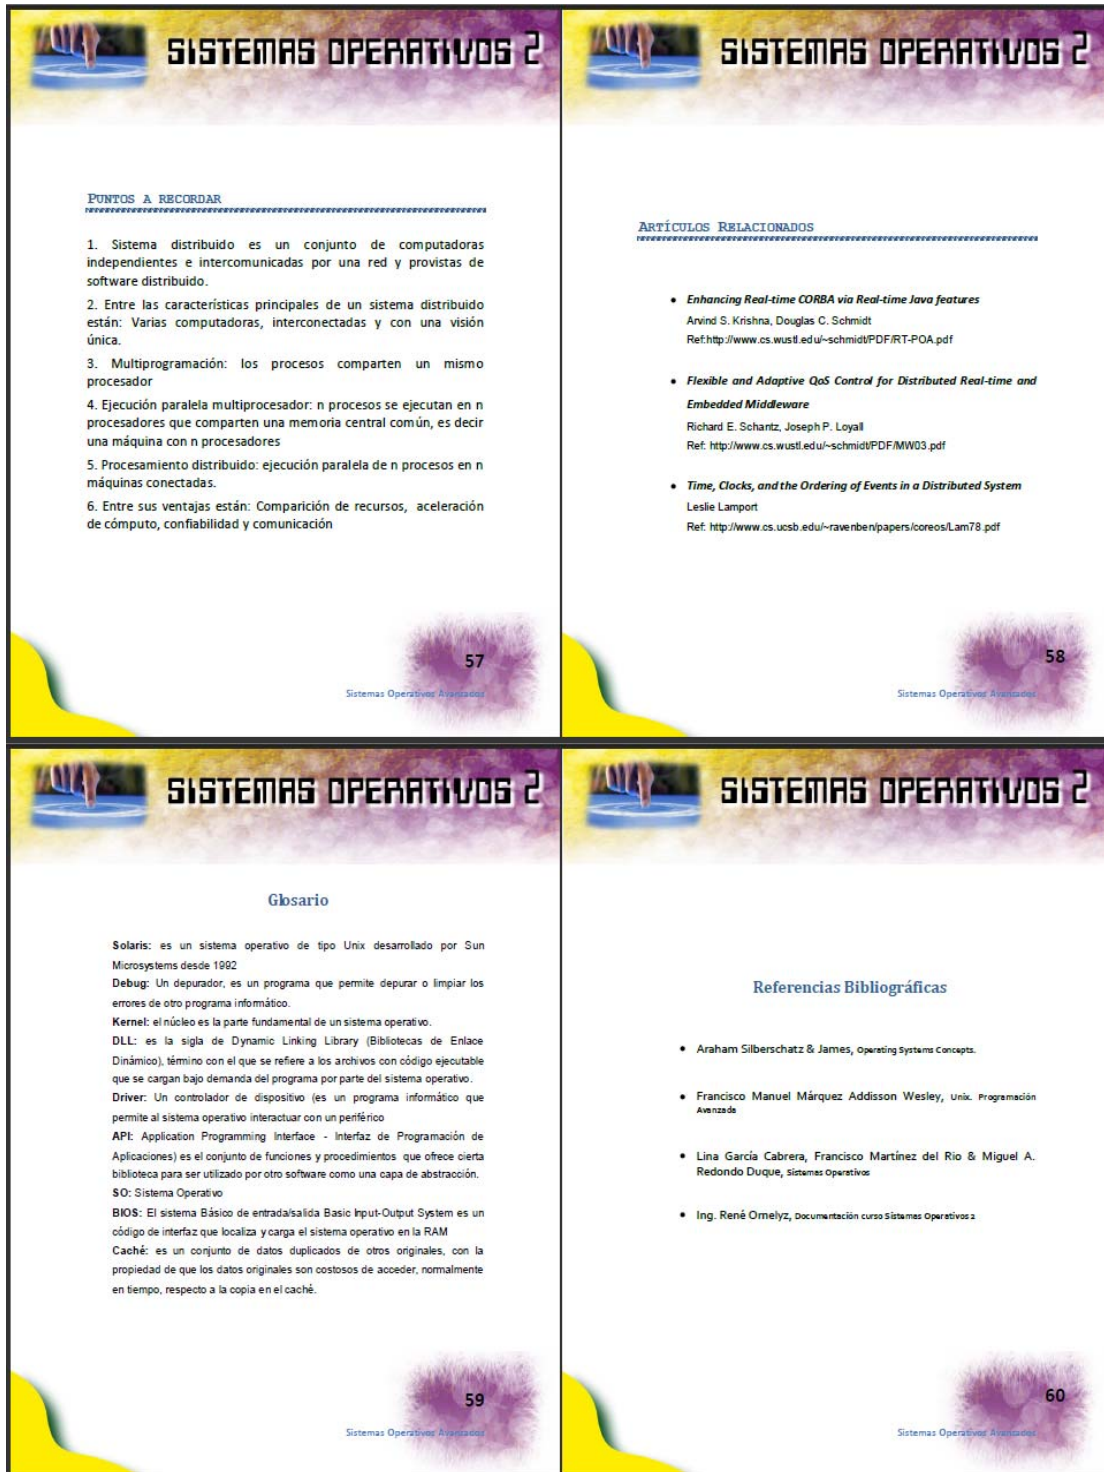 SISTEMAS OPERATIVOS 2
PUNTOS A RECORDAR
1. Sistema distribuido es un conjunto de computadoras
independientes e intercomunicadas por una red y provistas de
software distribuido.
2. Entre las características principales de un sistema distribuido
están: Varias computadoras, interconectadas y con una visión
única.
3. Multiprogramación: los procesos comparten un mismo
procesador
4. Ejecución paralela multiprocesador: n procesos se ejecutan en n
procesadores que comparten una memoria central común, es decir
una máquina con n procesadores
5. Procesamiento distribuido: ejecución paralela de n procesos en n
máquinas conectadas.
6. Entre sus ventajas están: Comparición de recursos, aceleración
de cómputo, confiabilidad y comunicación
57
Sistemas Operativos Avanzados
SISTEMAS OPERATIVOS 2
ARTÍCULOS RELACIONADOS
• Enhancing Real-time CORBA via Real-time Java features
Arvind S. Krishna, Douglas C. Schmidt
Ref:http://www.cs.wustl.edu/~schmidt/PDF/RT-POA.pdf
• Flexible and Adaptive QoS Control for Distributed Real-time and
Embedded Middleware
Richard E. Schantz, Joseph P. Loyall
Ref: http://www.cs.wustl.edu/~schmidt/PDF/MW03.pdf
• Time, Clocks, and the Ordering of Events in a Distributed System
Leslie Lamport
Ref: http://www.cs.ucsb.edu/~ravenben/papers/coreos/Lam78.pdf
58
Sistemas Operativos Avanzados
SISTEMAS OPERATIVOS 2
Glosario
Solaris: es un sistema operativo de tipo Unix desarrollado por Sun
Microsystems desde 1992
Debug: Un depurador, es un programa que permite depurar o limpiar los
errores de otro programa informático.
Kernel: el núcleo es la parte fundamental de un sistema operativo.
DLL: es la sigla de Dynamic Linking Library (Bibliotecas de Enlace
Dinámico), término con el que se refiere a los archivos con código ejecutable
que se cargan bajo demanda del programa por parte del sistema operativo.
Driver: Un controlador de dispositivo (es un programa informático que
permite al sistema operativo interactuar con un periférico
API: Application Programming Interface - Interfaz de Programación de
Aplicaciones) es el conjunto de funciones y procedimientos que ofrece cierta
biblioteca para ser utilizado por otro software como una capa de abstracción.
SO: Sistema Operativo
BIOS: El sistema Básico de entrada/salida Basic Input-Output System es un
código de interfaz que localiza y carga el sistema operativo en la RAM
Caché: es un conjunto de datos duplicados de otros originales, con la
propiedad de que los datos originales son costosos de acceder, normalmente
en tiempo, respecto a la copia en el caché.
59
Sistemas Operativos Avanzados
SISTEMAS OPERATIVOS 2
Referencias Bibliográficas
• Araham Silberschatz & James, Operating Systems Concepts.
• Francisco Manuel Márquez Addisson Wesley, Unix. Programación
Avanzada
• Lina García Cabrera, Francisco Martínez del Rio & Miguel A.
Redondo Duque, Sistemas Operativos
• Ing. René Ornelyz, Documentación curso Sistemas Operativos 2
60
Sistemas Operativos Avanzados